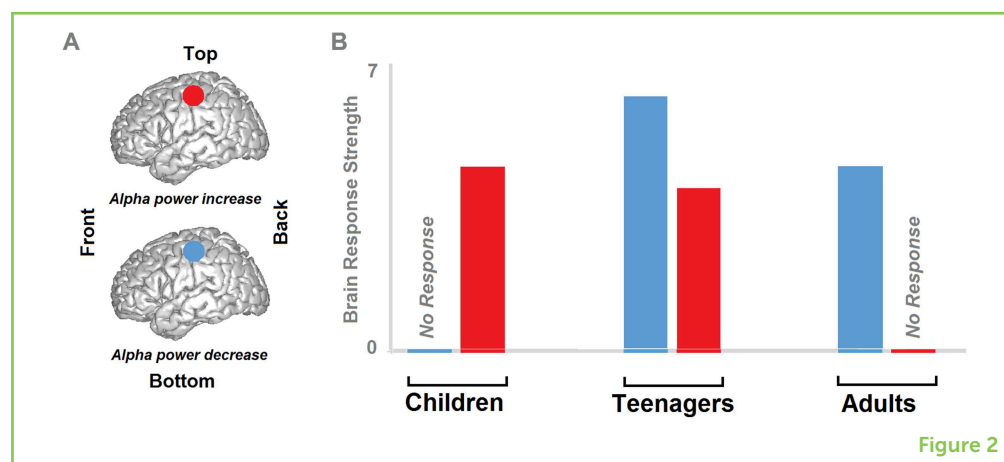 A
Top
Alpha power increase
Front
Back
Alpha power decrease
Bottom
B
7
Brain Response Strength
0
No Response
No Response
Children
Teenagers
Adults
Figure 2